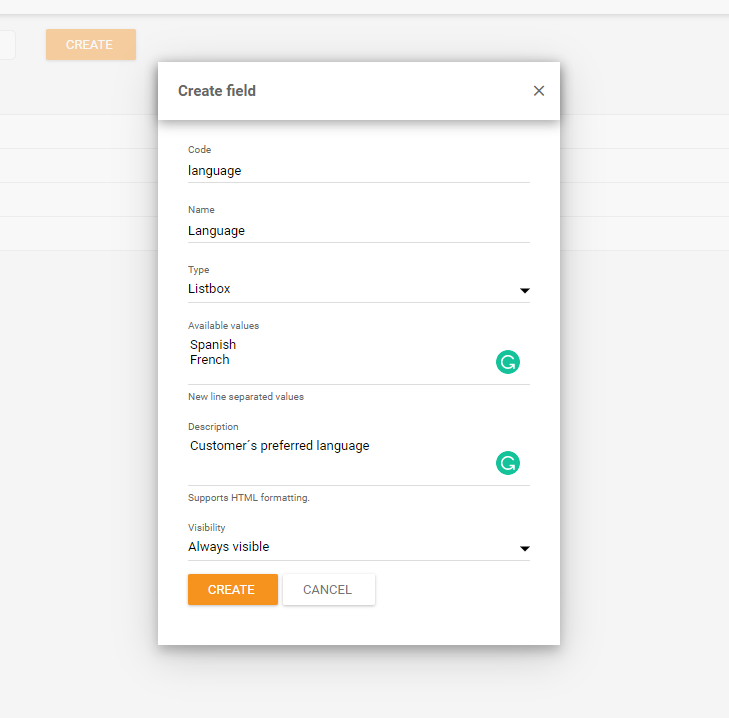 CREATE
Create field
Code
language
Name
Language
Type
Listbox
Available values
Spanish
French
New line separated values
Description
Customer´s preferred language
Supports HTML formatting.
Visibility
Always visible
CREATE CANCEL